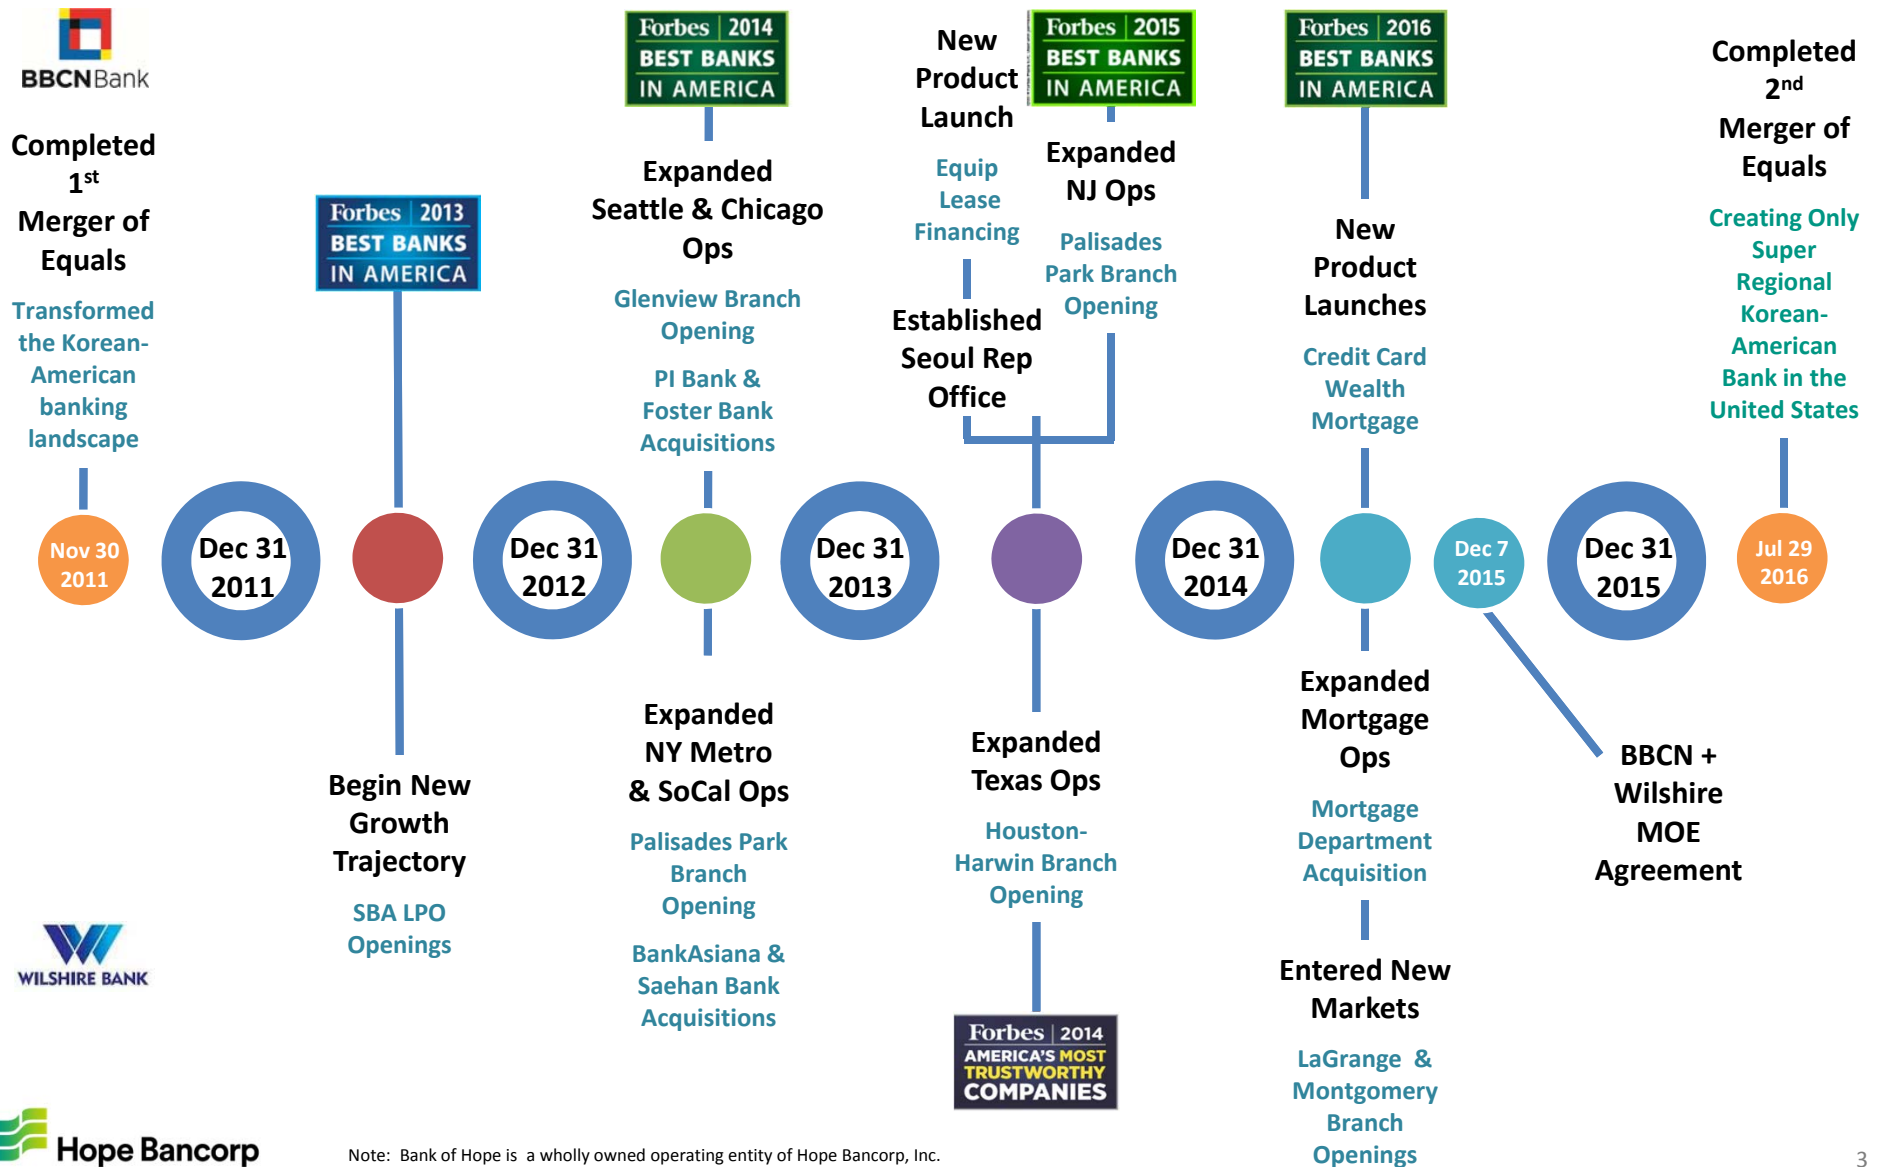 BBCNBank
Completed
1st
Merger of
Equals
Transformed
the Korean-
American
banking
landscape
Nov 30
2011
Dec 31
2011
Forbes 2013
BEST BANKS
IN AMERICA
Begin New
Growth
Trajectory
SBA LPO
Openings
Dec 31
2012
Forbes 2014
BEST BANKS
IN AMERICA
Expanded
Seattle & Chicago
Ops
Glenview Branch
Opening
PI Bank &
Foster Bank
Acquisitions
Expanded
NY Metro
& SoCal Ops
Palisades Park
Branch
Opening
BankAsiana &
Saehan Bank
Acquisitions
Dec 31
2013
New
Product
Launch
Equip
Lease
Financing
Established
Seoul Rep
Office
Forbes 2015
BEST BANKS
IN AMERICA
Expanded
NJ Ops
Palisades
Park Branch
Opening
Expanded
Texas Ops
Houston-
Harwin Branch
Opening
Forbes 2014
AMERICA'S MOST
TRUSTWORTHY
COMPANIES
Dec 31
2014
Forbes 2016
BEST BANKS
IN AMERICA
New
Product
Launches
Credit Card
Wealth
Mortgage
Expanded
Mortgage
Ops
Mortgage
Department
Acquisition
Entered New
Markets
LaGrange &
Montgomery
Branch
Openings
Dec 7
2015
BBCN +
Wilshire
MOE
Agreement
Dec 31
2015
Completed
2nd
Merger of
Equals
Creating Only
Super
Regional
Korean-
American
Bank in the
United States
Jul 29
2016
WILSHIRE BANK
Hope Bancorp
Note: Bank of Hope is a wholly owned operating entity of Hope Bancorp, Inc.
3